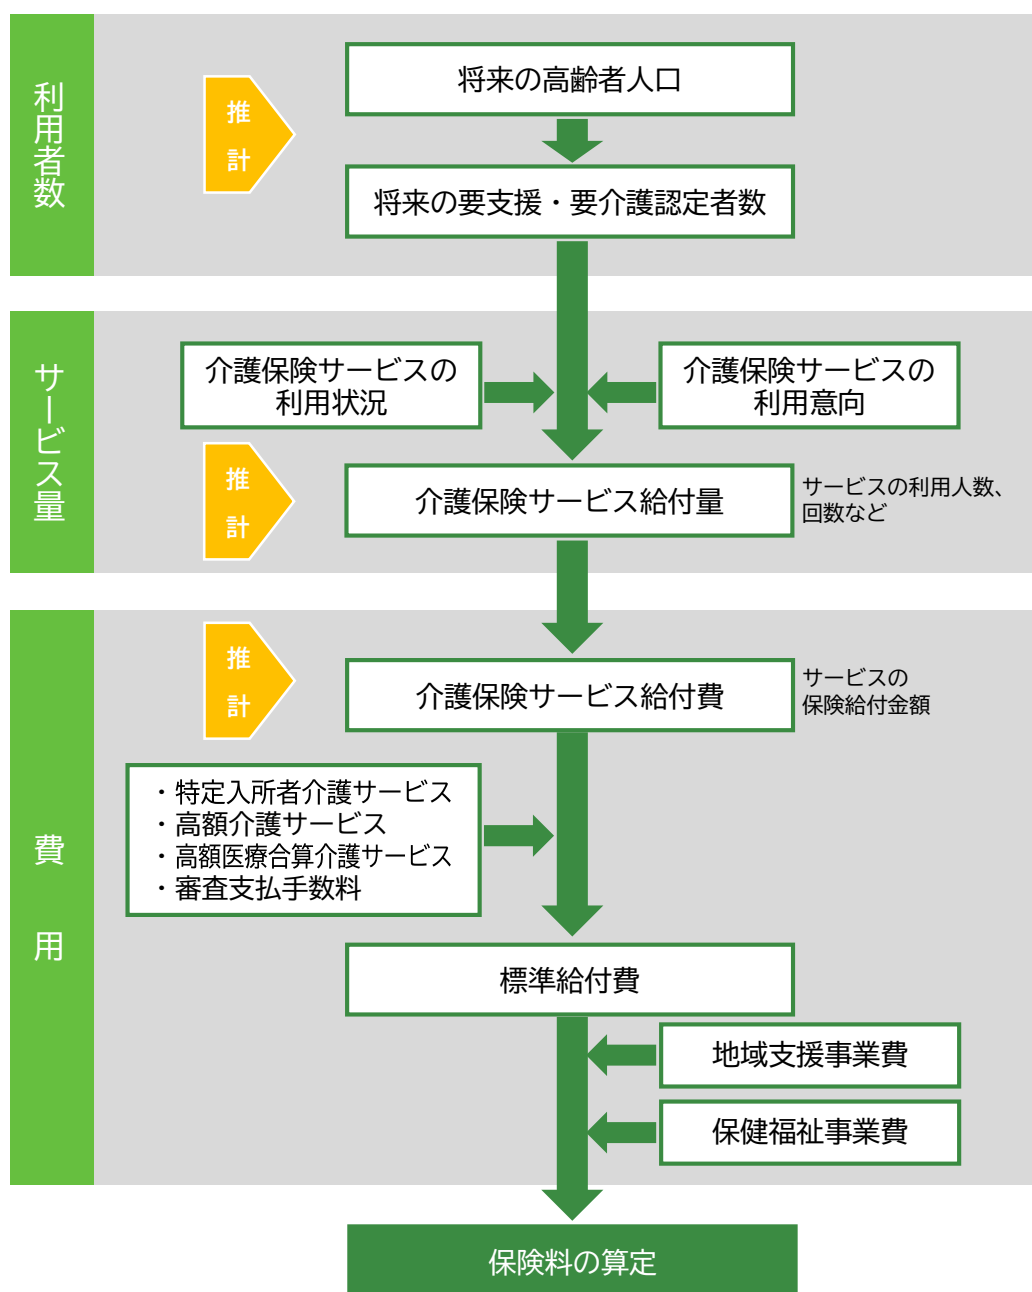 利用者数
推計
将来の高齢者人口
将来の要支援・要介護認定者数
サービス量
介護保険サービスの
利用状況
介護保険サービスの
利用意向
推計
介護保険サービス給付量
サービスの利用人数、
回数など
費用
推計
介護保険サービス給付費
サービスの
保険給付金額
・特定入所者介護サービス
・高額介護サービス
・高額医療合算介護サービス
・審査支払手数料
標準給付費
地域支援事業費
保健福祉事業費
保険料の算定